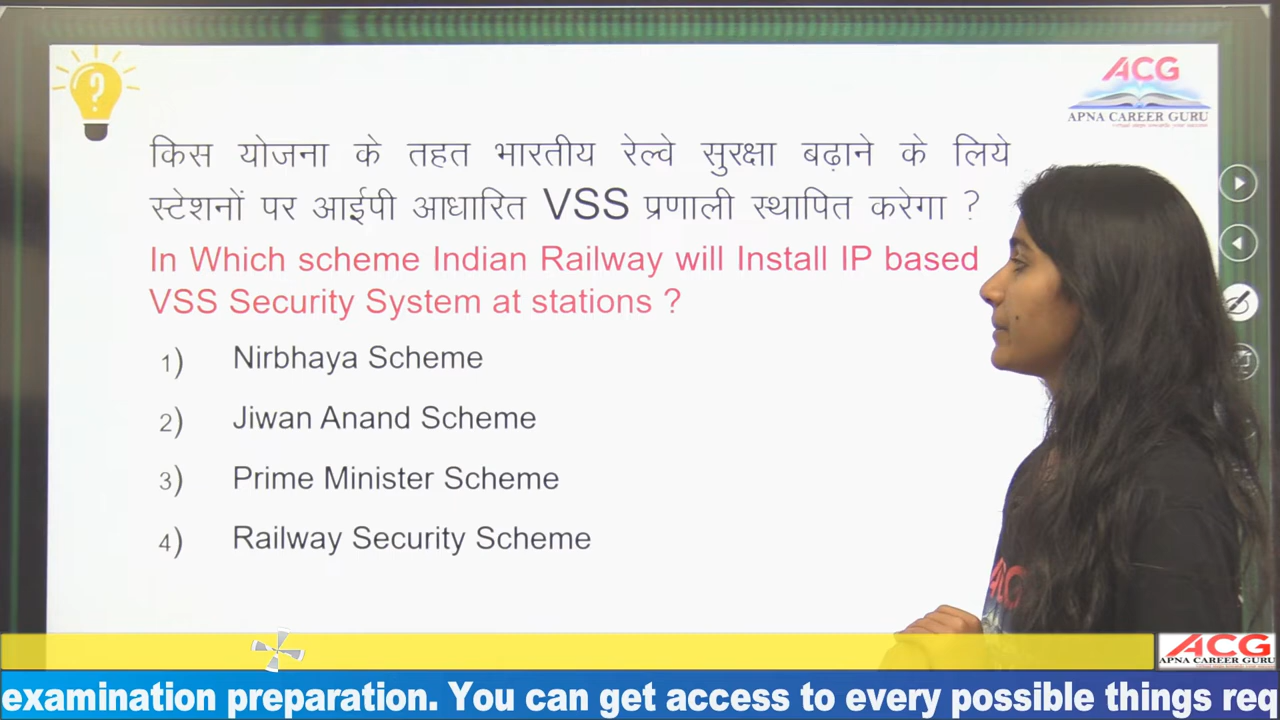 ACG
APNA CAREER GURU
किस योजना के तहत भारतीय रेल्वे सुरक्षा बढ़ाने के लिये
स्टेशनों पर आईपी आधारित VSS प्रणाली स्थापित करेगा ?
In Which scheme Indian Railway will Install IP based
VSS Security System at stations ?
1) Nirbhaya Scheme
2) Jiwan Anand Scheme
3) Prime Minister Scheme
4) Railway Security Scheme
ACG
APNA CAREER GURU
examination preparation. You can get access to every possible things req